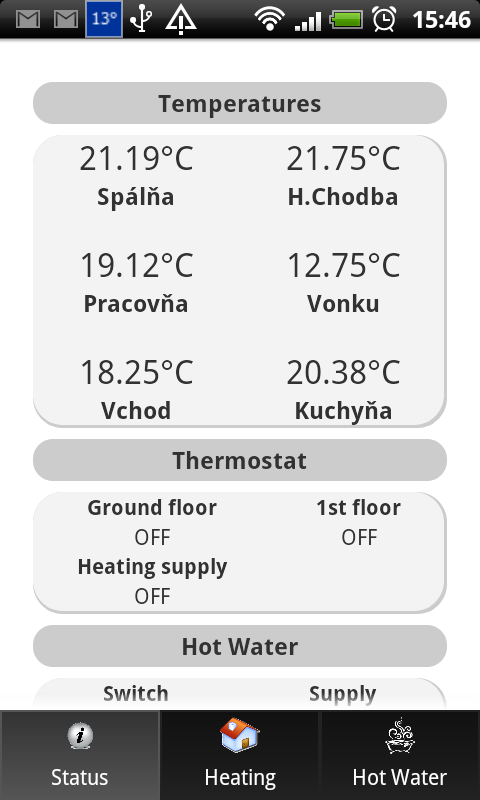 13° 15:46
Temperatures
21.19°C 21.75°C
Spálňa H.Chodba
19.12°C 12.75°C
Pracovňa Vonku
18.25°C 20.38°C
Vchod Kuchyňa
Thermostat
Ground floor 1st floor
OFF OFF
Heating supply
OFF
Hot Water
Switch Supply
Status Heating Hot Water